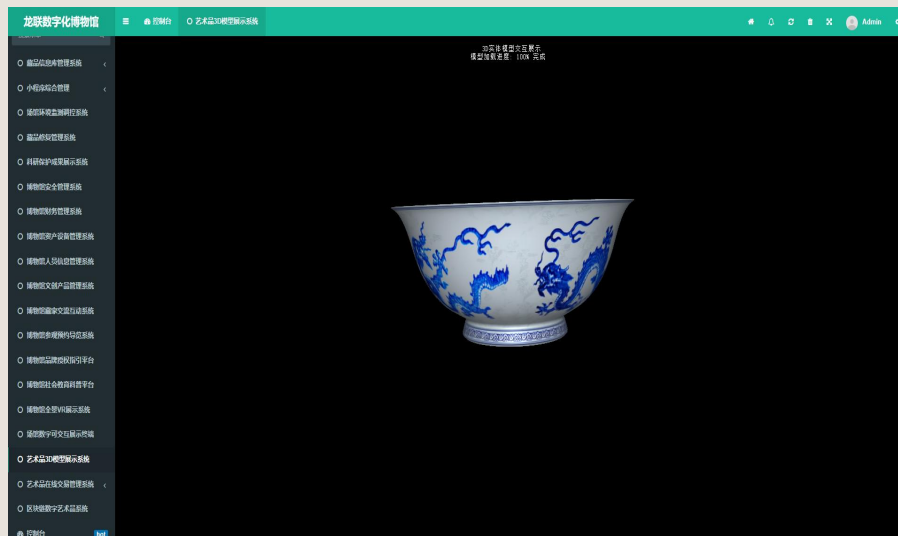 龙联数字化博物馆
控制台
艺术品3D模型展示系统
Admin
3D实体模型交互展示
模型加载进度: 100% 完成
藏品信息库管理系统
小程序综合管理
场馆环境监测调控系统
藏品修复管理系统
科研保护成果展示系统
博物馆安全管理系统
博物馆财务管理系统
博物馆资产设备管理系统
博物馆人员信息管理系统
博物馆文创产品管理系统
博物馆藏家交流互动系统
博物馆参观预约导览系统
博物馆品牌授权指引平台
博物馆社会教育科普平台
博物馆全景VR展示系统
场馆数字可交互展示终端
艺术品3D模型展示系统
艺术品在线交易管理系统
区块链数字艺术品系统
控制台
hot